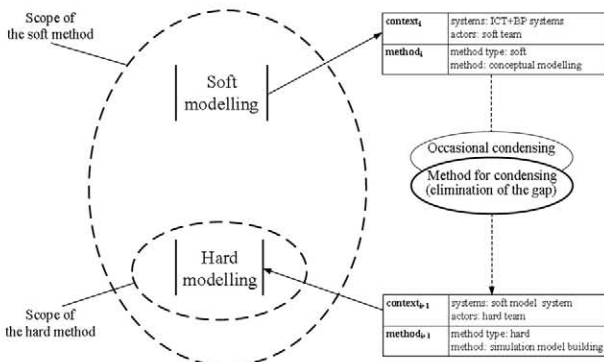 Scope of
the soft method
Soft
modelling
Hard
modelling
Scope of
the hard method
context_i
systems: ICT+BP systems
actors: soft team
method_i
method type: soft
method: conceptual modelling
Occasional condensing
Method for condensing
(elimination of the gap)
context_i+1
systems: soft model system
actors: hard team
method_i+1
method type: hard
method: simulation model building